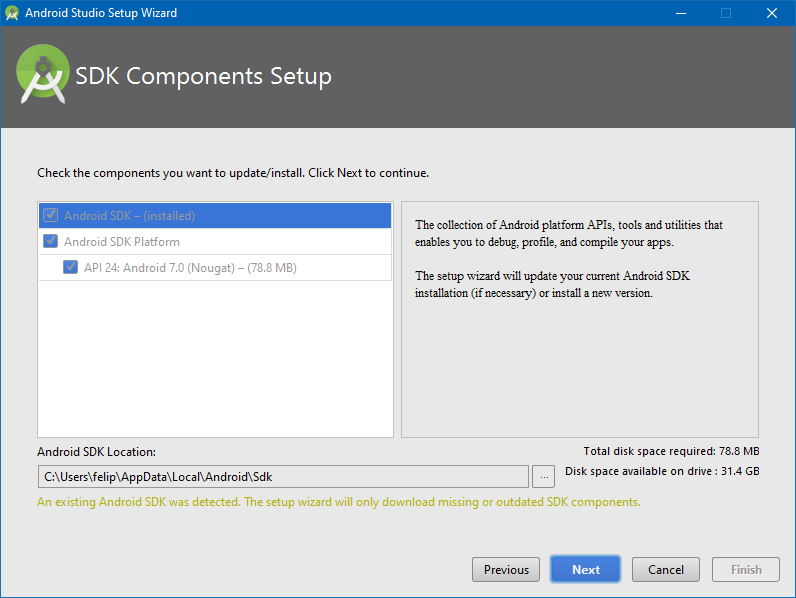 Android Studio Setup Wizard
SDK Components Setup
Check the components you want to update/install. Click Next to continue.
Android SDK – (installed)
Android SDK Platform
API 24: Android 7.0 (Nougat) – (78.8 MB)
The collection of Android platform APIs, tools and utilities that
enables you to debug, profile, and compile your apps.
The setup wizard will update your current Android SDK
installation (if necessary) or install a new version.
Android SDK Location:
Total disk space required: 78.8 MB
C:\Users\felip\AppData\Local\Android\Sdk
...
Disk space available on drive : 31.4 GB
An existing Android SDK was detected. The setup wizard will only download missing or outdated SDK components.
Previous
Next
Cancel
Finish